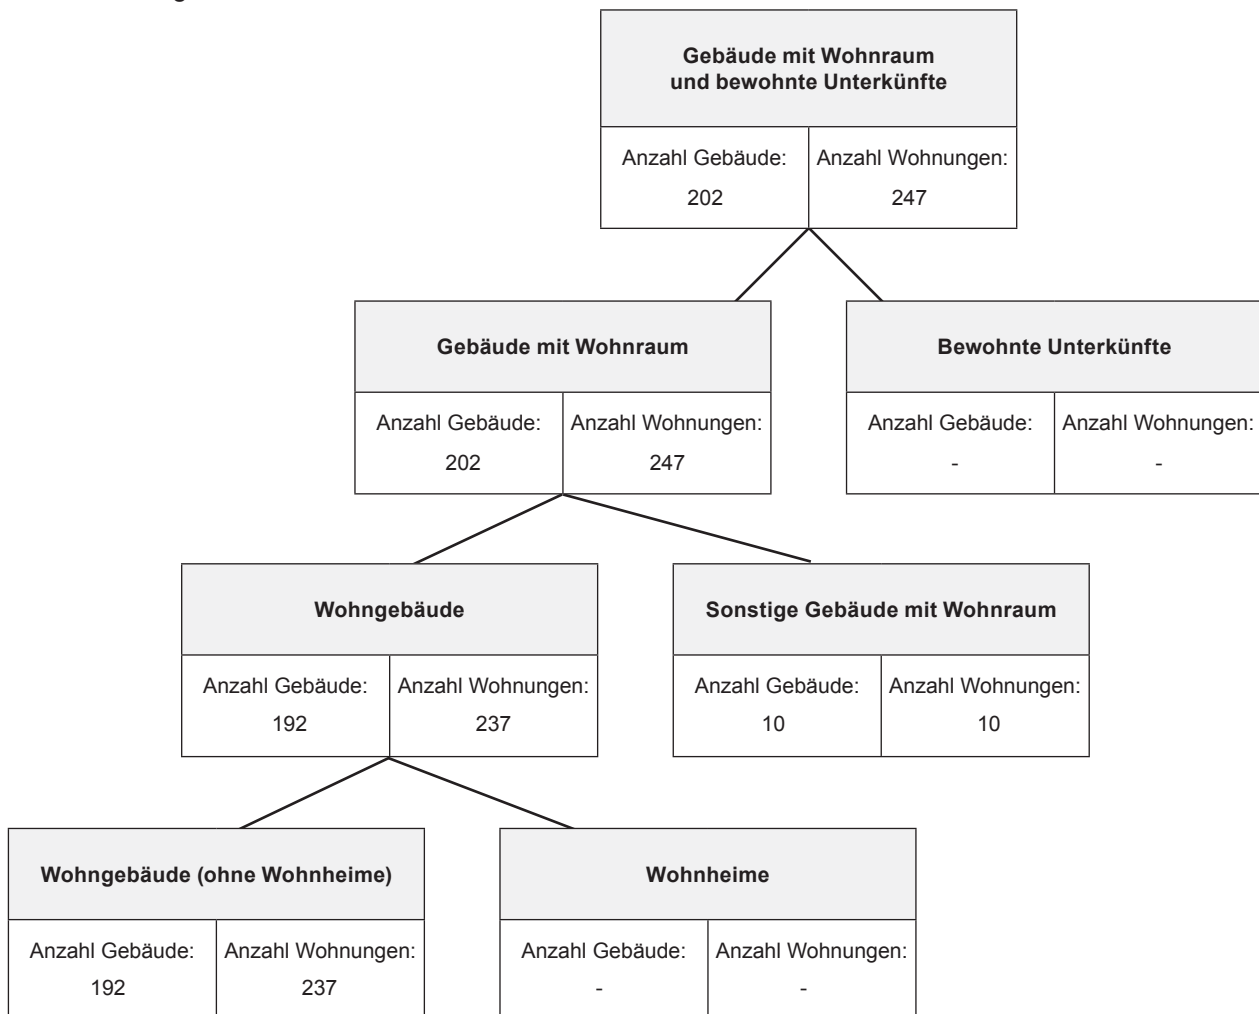 Gebäude mit Wohnraum
und bewohnte Unterkünfte
Anzahl Gebäude: Anzahl Wohnungen:
202 247
Gebäude mit Wohnraum Bewohnte Unterkünfte
Anzahl Gebäude: Anzahl Wohnungen: Anzahl Gebäude: Anzahl Wohnungen:
202 247 - -
Wohngebäude Sonstige Gebäude mit Wohnraum
Anzahl Gebäude: Anzahl Wohnungen: Anzahl Gebäude: Anzahl Wohnungen:
192 237 10 10
Wohngebäude (ohne Wohnheime) Wohnheime
Anzahl Gebäude: Anzahl Wohnungen: Anzahl Gebäude: Anzahl Wohnungen:
192 237 - -